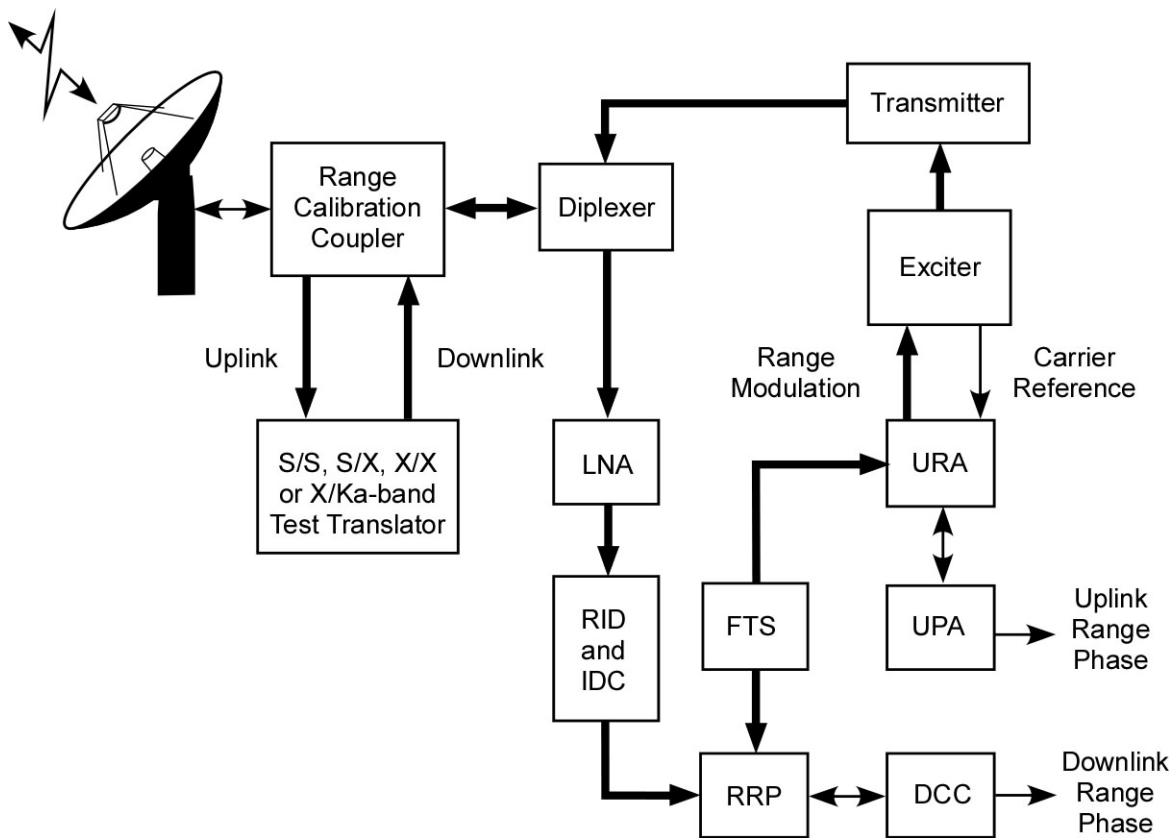 Transmitter
Range
Calibration
Coupler
Diplexer
Exciter
Uplink
Downlink
Range
Modulation
Carrier
Reference
S/S, S/X, X/X
or X/Ka-band
Test Translator
LNA
URA
RID
and
IDC
FTS
UPA
Uplink
Range
Phase
RRP
DCC
Downlink
Range
Phase